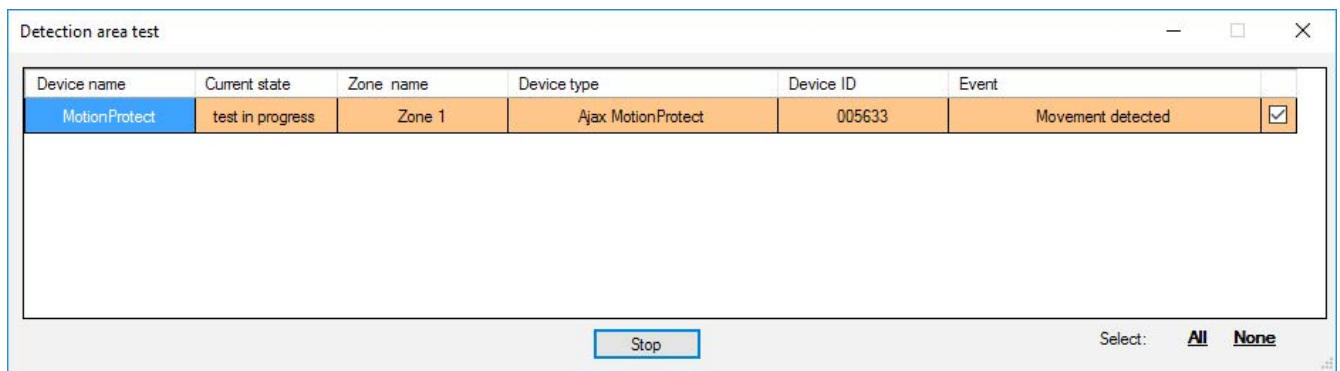 Detection area test
Device name Current state Zone name Device type Device ID Event
MotionProtect test in progress Zone 1 Ajax MotionProtect 005633 Movement detected
Stop Select: All None